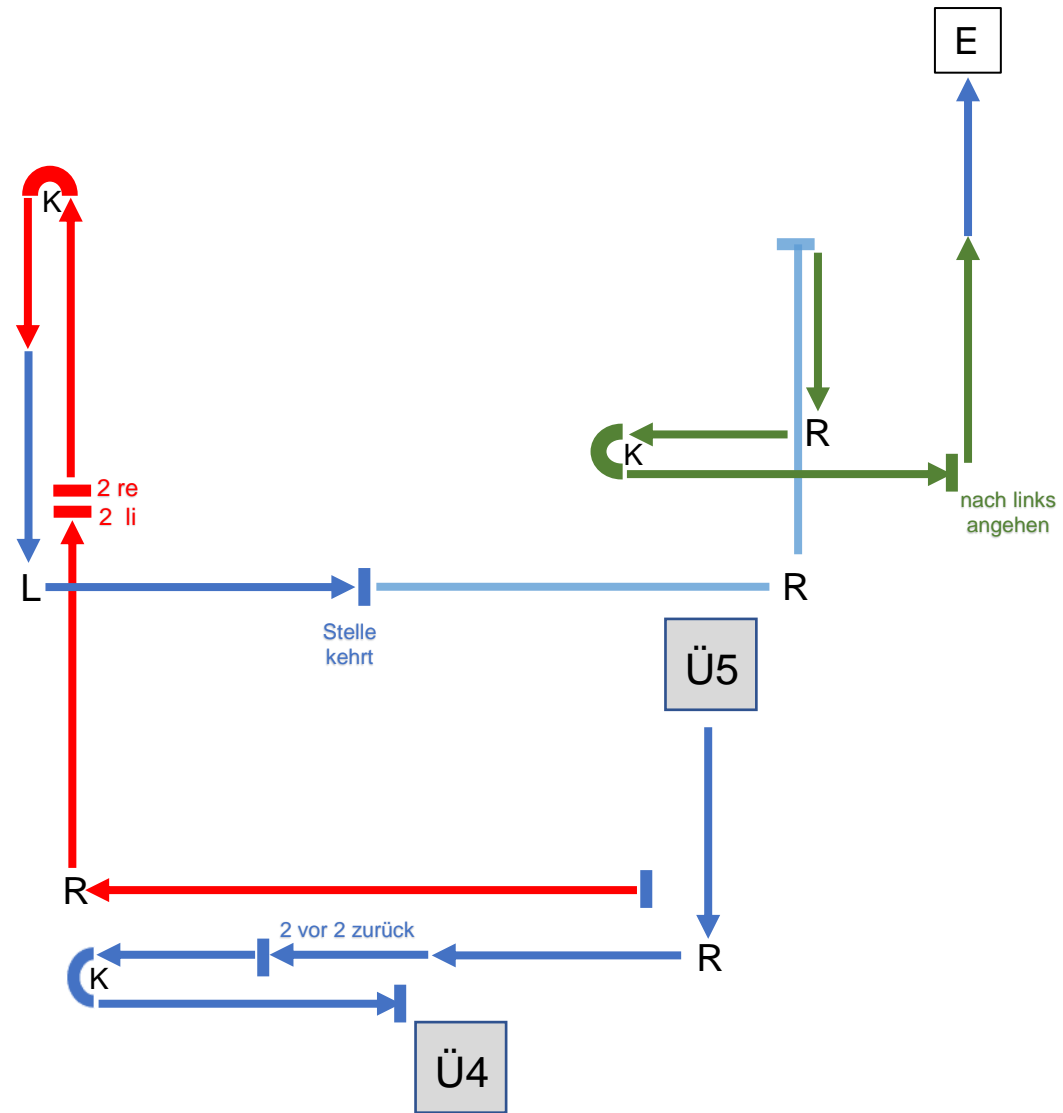 E
K
R
K
2 re
2 li
nach links
angehen
L
R
Stelle
kehrt
Ü5
R
2 vor 2 zurück
R
K
Ü4